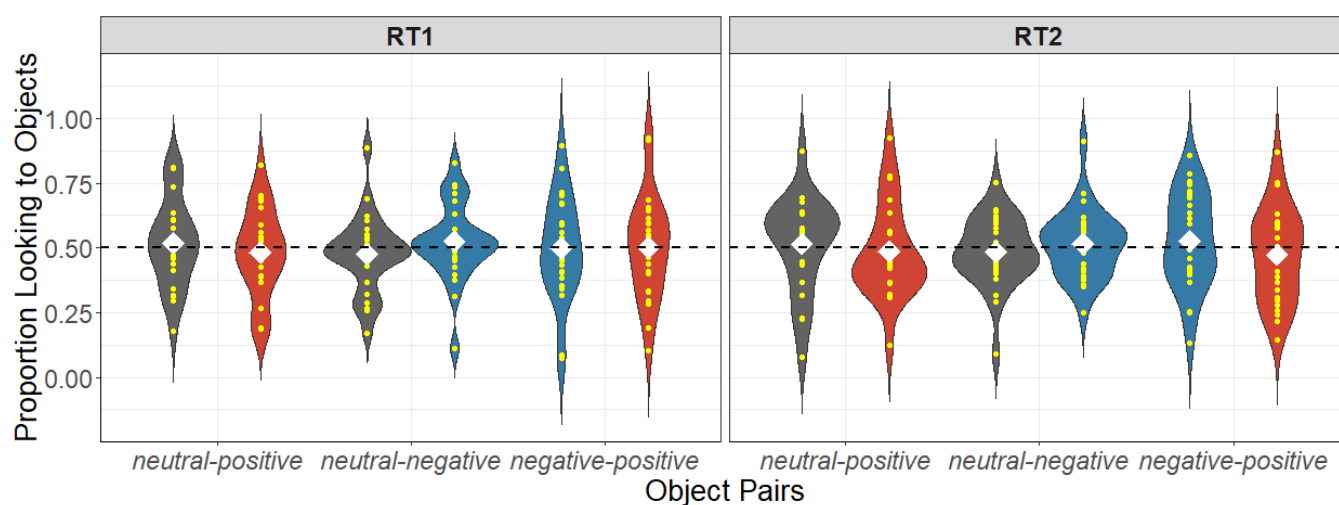 RT1
RT2
Proportion Looking to Objects
1.00
0.75
0.50
0.25
0.00
neutral-positive
neutral-negative
negative-positive
neutral-positive
neutral-negative
negative-positive
Object Pairs